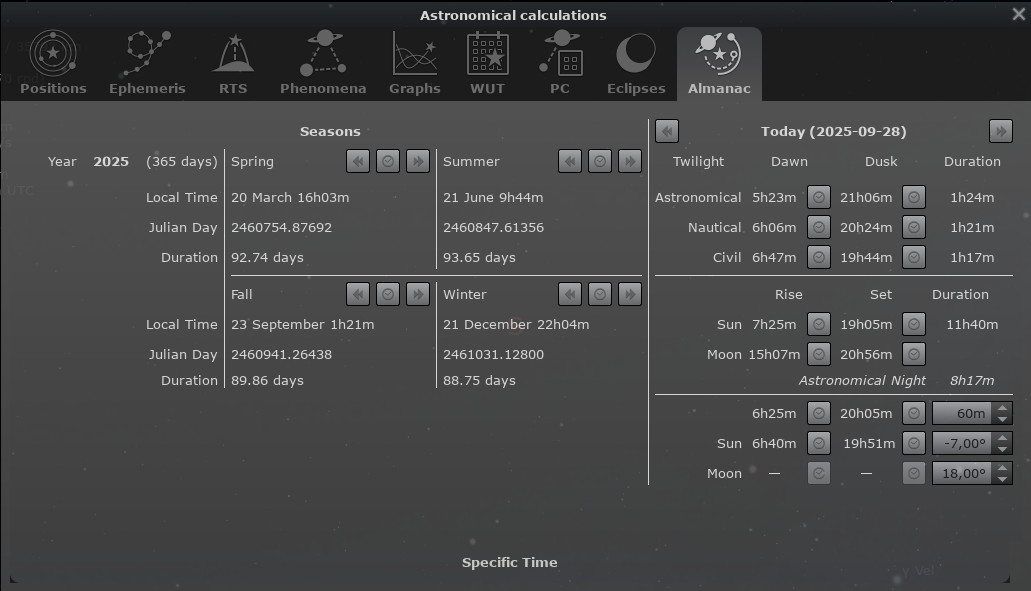 Astronomical calculations
Positions Ephemeris RTS Phenomena Graphs WUT PC Eclipses Almanac
Seasons
Year 2025 (365 days) Spring Summer
Local Time 20 March 16h03m 21 June 9h44m
Julian Day 2460754.87692 2460847.61356
Duration 92.74 days 93.65 days
Fall Winter
Local Time 23 September 1h21m 21 December 22h04m
Julian Day 2460941.26438 2461031.12800
Duration 89.86 days 88.75 days
Today (2025-09-28)
Twilight Dawn Dusk Duration
Astronomical 5h23m 21h06m 1h24m
Nautical 6h06m 20h24m 1h21m
Civil 6h47m 19h44m 1h17m
Rise Set Duration
Sun 7h25m 19h05m 11h40m
Moon 15h07m 20h56m
Astronomical Night 8h17m
6h25m 20h05m 60m
Sun 6h40m 19h51m -7,00°
Moon — — 18,00°
Specific Time
UTC
γ Vel